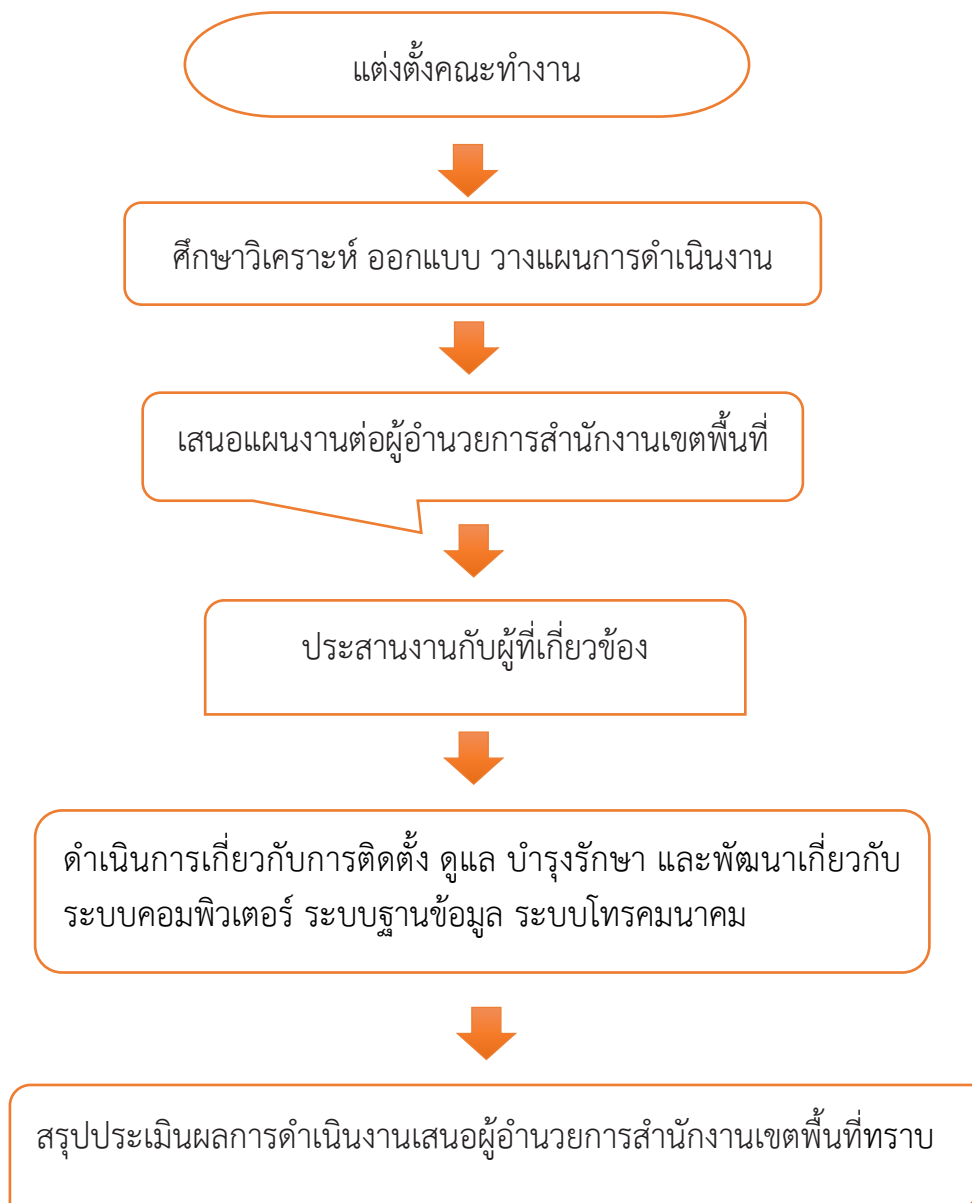 แต่งตั้งคณะทำงาน
ศึกษาวิเคราะห์ ออกแบบ วางแผนการดำเนินงาน
เสนอแผนงานต่อผู้อำนวยการสำนักงานเขตพื้นที่
ประสานงานกับผู้ที่เกี่ยวข้อง
ดำเนินการเกี่ยวกับการติดตั้ง ดูแล บำรุงรักษา และพัฒนาเกี่ยวกับ
ระบบคอมพิวเตอร์ ระบบฐานข้อมูล ระบบโทรคมนาคม
สรุปประเมินผลการดำเนินงานเสนอผู้อำนวยการสำนักงานเขตพื้นที่ทราบ